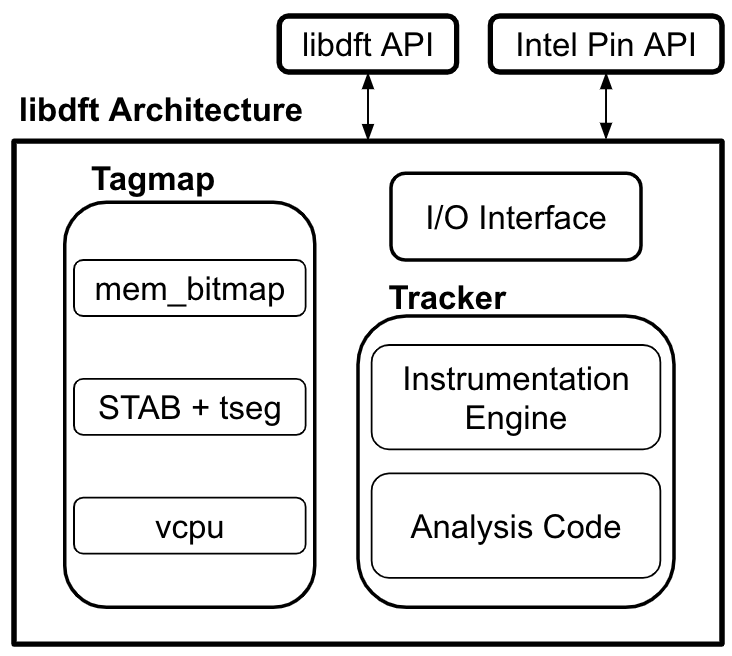 libdft API
Intel Pin API
libdft Architecture
Tagmap
mem_bitmap
STAB + tseg
vcpu
I/O Interface
Tracker
Instrumentation
Engine
Analysis Code